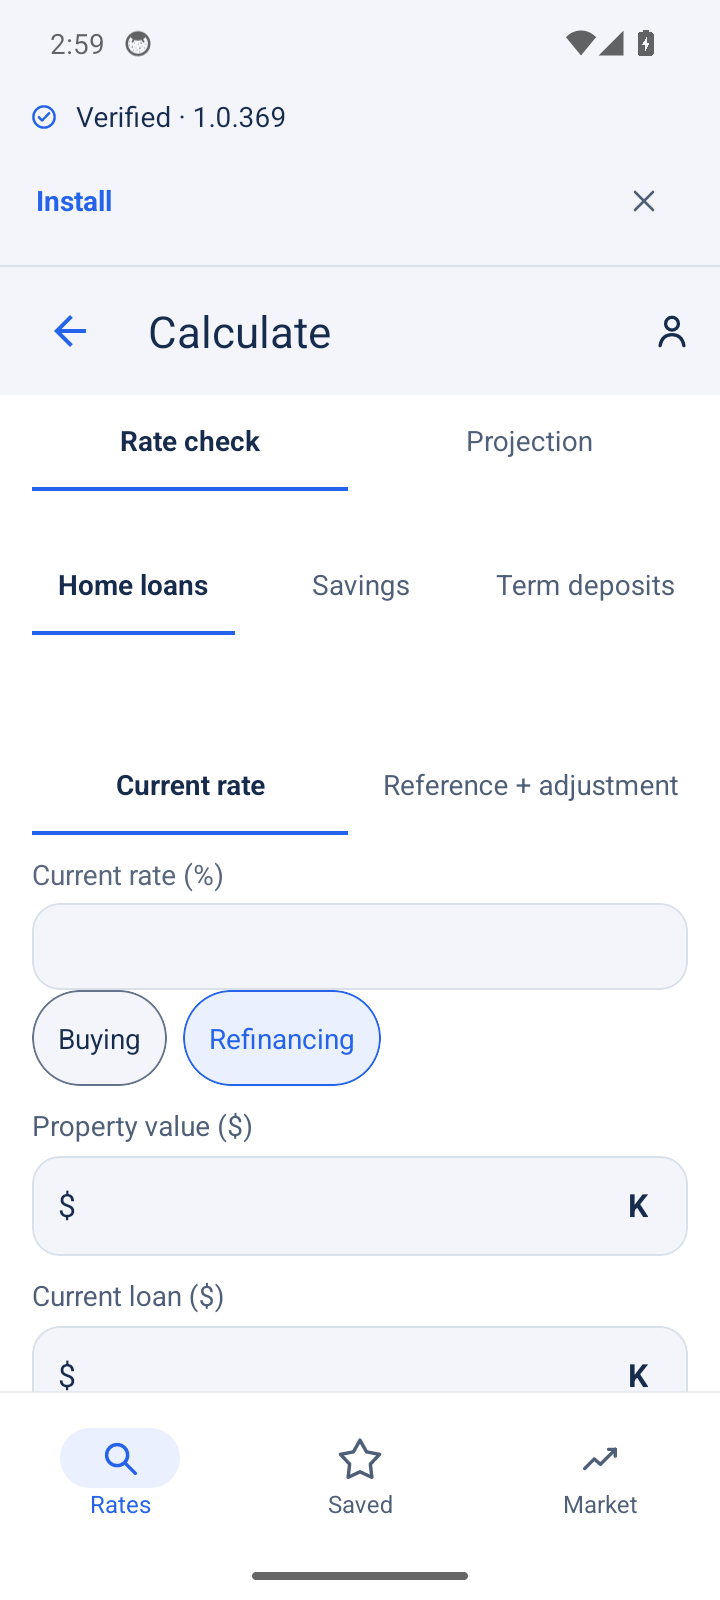 2:59
Verified · 1.0.369
Install
Calculate
Rate check Projection
Home loans Savings Term deposits
Current rate Reference + adjustment
Current rate (%)
Buying Refinancing
Property value ($)
$ K
Current loan ($)
$ K
Rates Saved Market